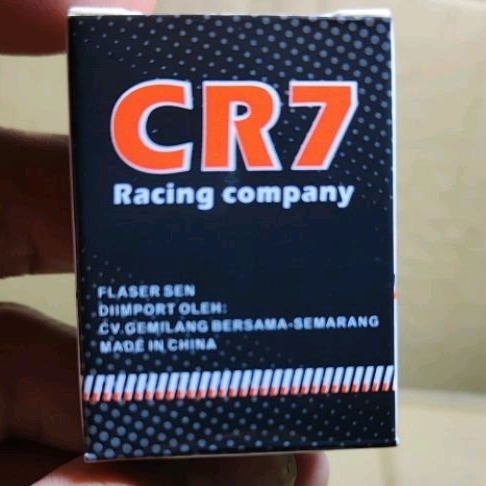 CR7
Racing company
FLASER SEN
DIIMPORT OLEH:
CV.GEMILANG BERSAMA-SEMARANG
MADE IN CHINA